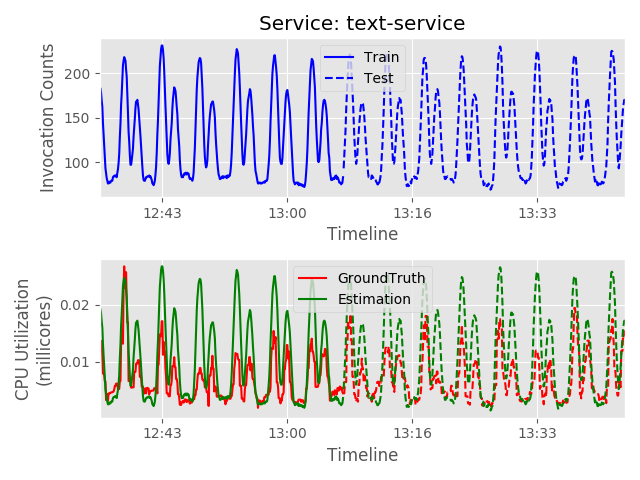 Service: text-service
Invocation Counts
200
150
100
Train
Test
12:43
13:00
13:16
13:33
Timeline
CPU Utilization
(millicores)
0.02
0.01
GroundTruth
Estimation
12:43
13:00
13:16
13:33
Timeline